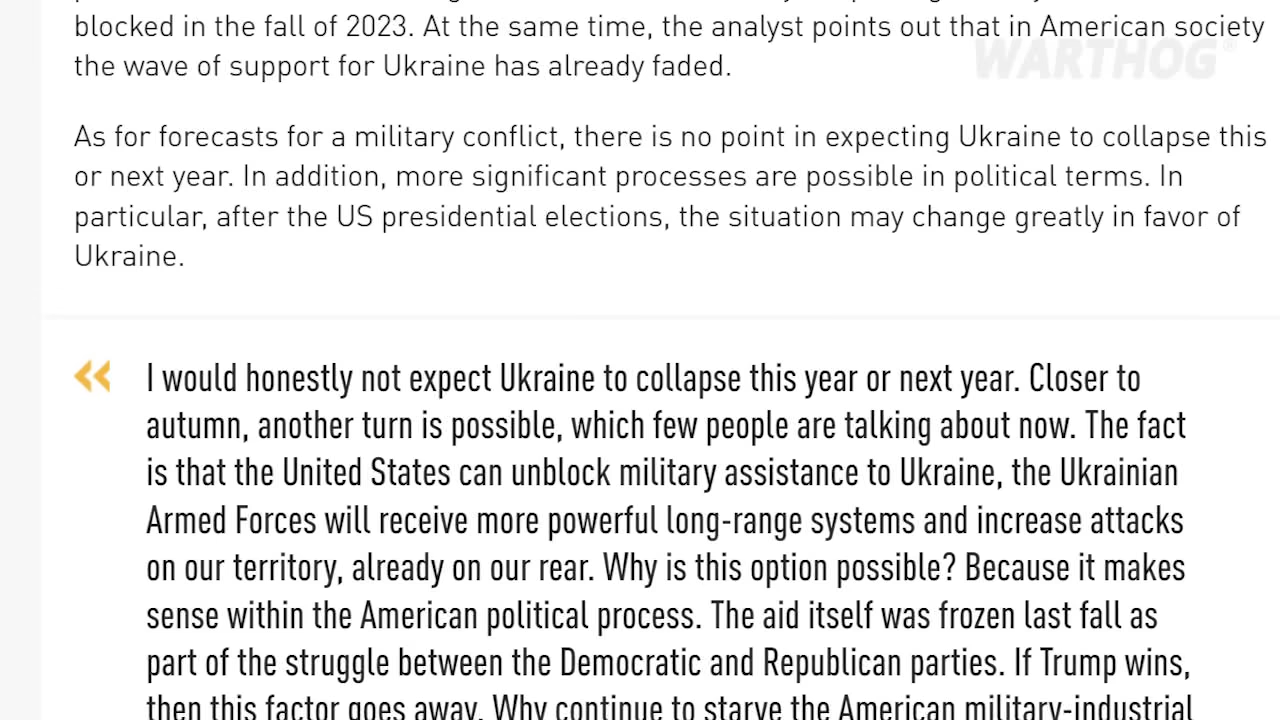 blocked in the fall of 2023. At the same time, the analyst points out that in American society
WARTHOG®
the wave of support for Ukraine has already faded.
As for forecasts for a military conflict, there is no point in expecting Ukraine to collapse this
or next year. In addition, more significant processes are possible in political terms. In
particular, after the US presidential elections, the situation may change greatly in favor of
Ukraine.
« I would honestly not expect Ukraine to collapse this year or next year. Closer to
autumn, another turn is possible, which few people are talking about now. The fact
is that the United States can unblock military assistance to Ukraine, the Ukrainian
Armed Forces will receive more powerful long-range systems and increase attacks
on our territory, already on our rear. Why is this option possible? Because it makes
sense within the American political process. The aid itself was frozen last fall as
part of the struggle between the Democratic and Republican parties. If Trump wins,
then this factor goes away. Why continue to starve the American military-industrial